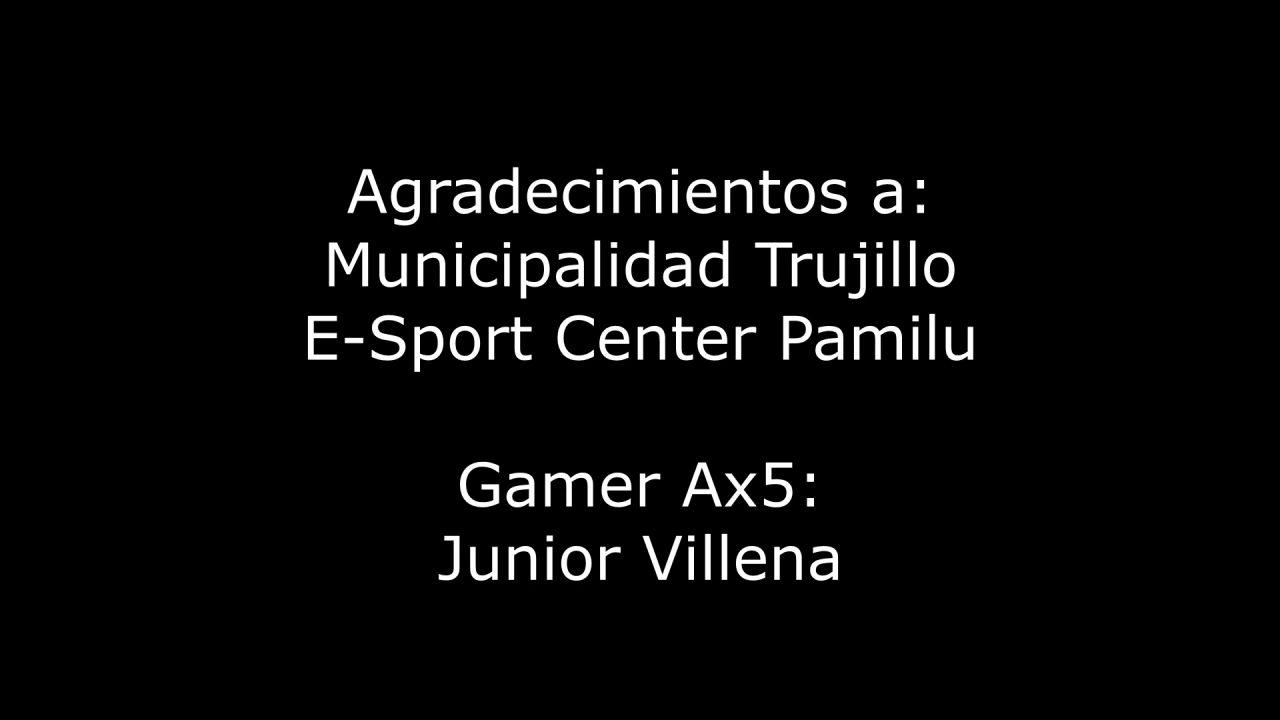 Agradecimientos a:
Municipalidad Trujillo
E-Sport Center Pamilu
Gamer Ax5:
Junior Villena